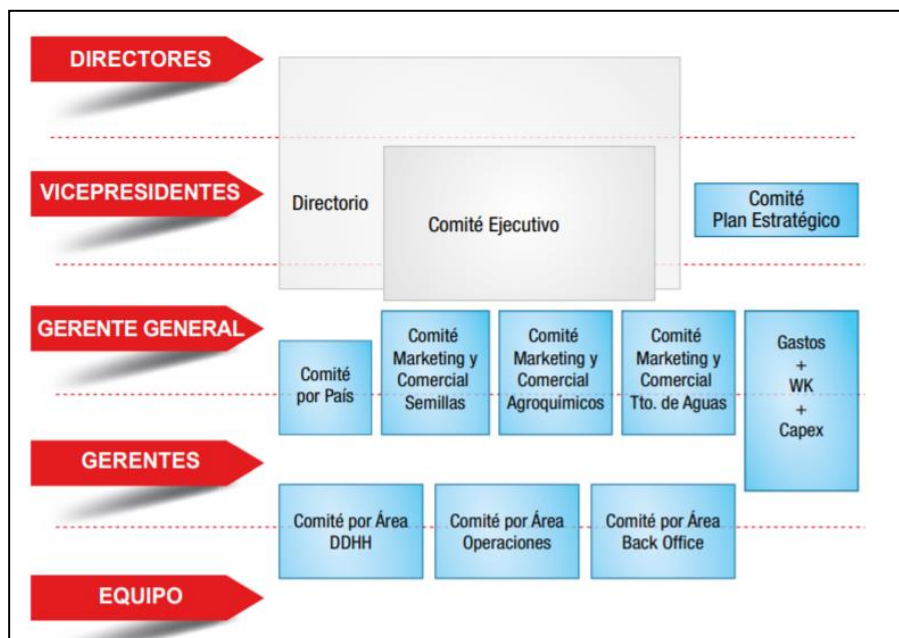 DIRECTORES
VICEPRESIDENTES
Directorio
Comité Ejecutivo
Comité
Plan Estratégico
GERENTE GENERAL
Comité
por País
Comité
Marketing y
Comercial
Semillas
Comité
Marketing y
Comercial
Agroquímicos
Comité
Marketing y
Comercial
Tto. de Aguas
Gastos
+
WK
+
Capex
GERENTES
Comité por Área
DDHH
Comité por Área
Operaciones
Comité por Área
Back Office
EQUIPO